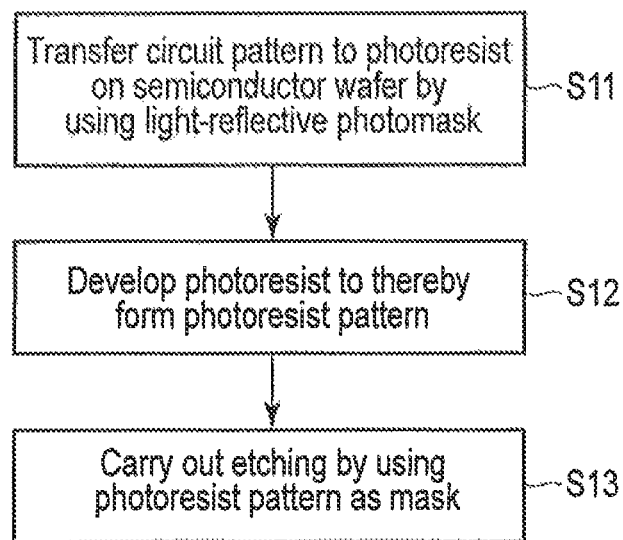 Transfer circuit pattern to photoresist
on semiconductor wafer by
using light-reflective photomask
S11
Develop photoresist to thereby
form photoresist pattern
S12
Carry out etching by using
photoresist pattern as mask
S13